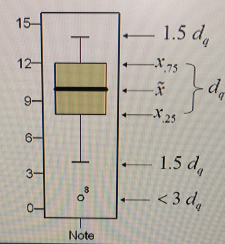 15
1.5 d_q
12
x_.75
x̃
d_q
9
x_.25
6
1.5 d_q
3
8
< 3 d_q
0
Note